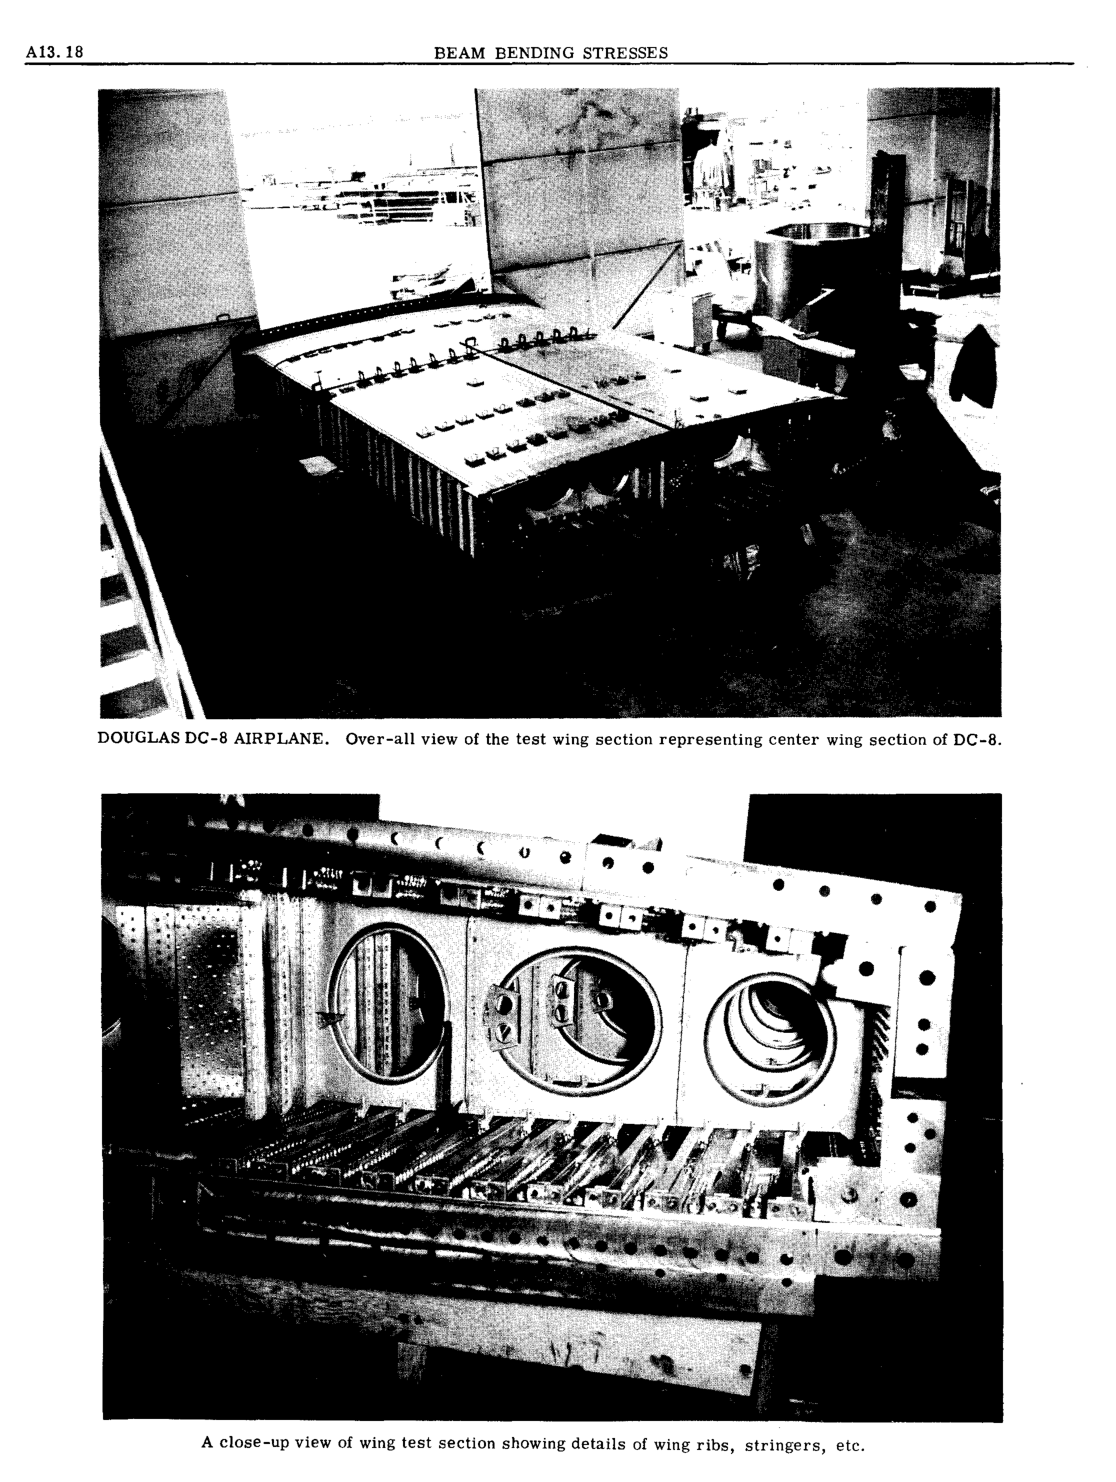 A13.18
BEAM BENDING STRESSES
DOUGLAS DC-8 AIRPLANE. Over-all view of the test wing section representing center wing section of DC-8.
A close-up view of wing test section showing details of wing ribs, stringers, etc.